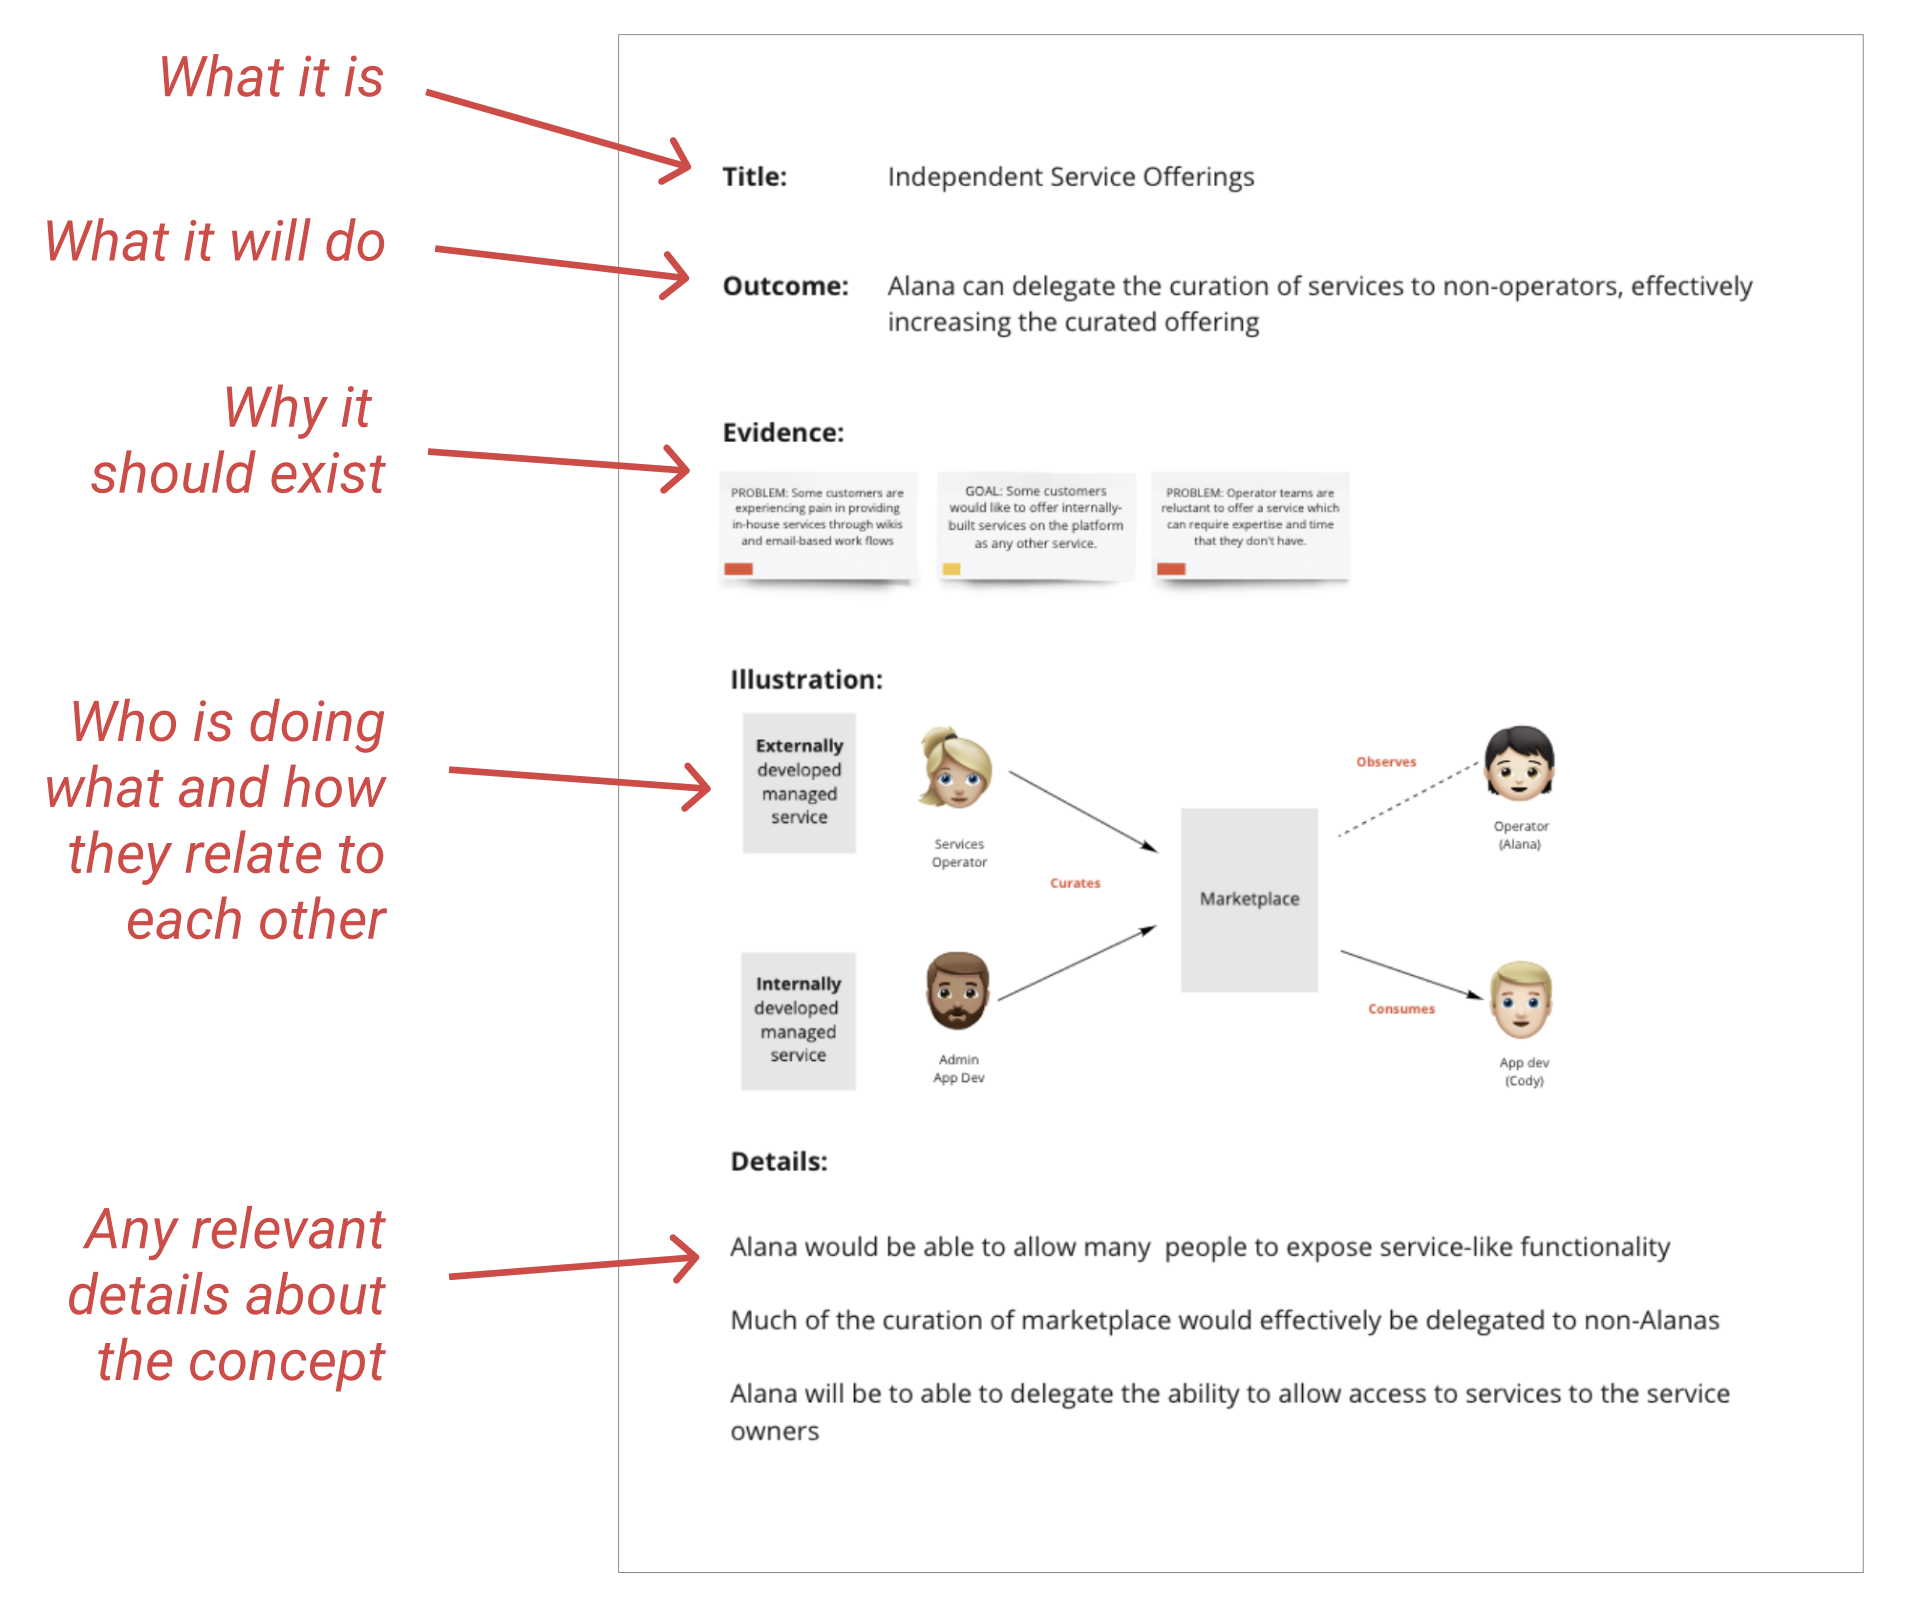 What it is
Title:
Independent Service Offerings
What it will do
Outcome:
Alana can delegate the curation of services to non-operators, effectively
increasing the curated offering
Why it
should exist
Evidence:
PROBLEM: Some customers are
experiencing pain in providing
in-house services through wikis
and email-based work flows
GOAL: Some customers
would like to offer internally-
built services on the platform
as any other service.
PROBLEM: Operator teams are
reluctant to offer a service which
can require expertise and time
that they don't have.
Who is doing
what and how
they relate to
each other
Illustration:
Externally
developed
managed
service
Services
Operator
Curates
Internally
developed
managed
service
Admin
App Dev
Marketplace
Observes
Operator
(Alana)
Consumes
App dev
(Cody)
Any relevant
details about
the concept
Details:
Alana would be able to allow many  people to expose service-like functionality
Much of the curation of marketplace would effectively be delegated to non-Alanas
Alana will be to able to delegate the ability to allow access to services to the service
owners